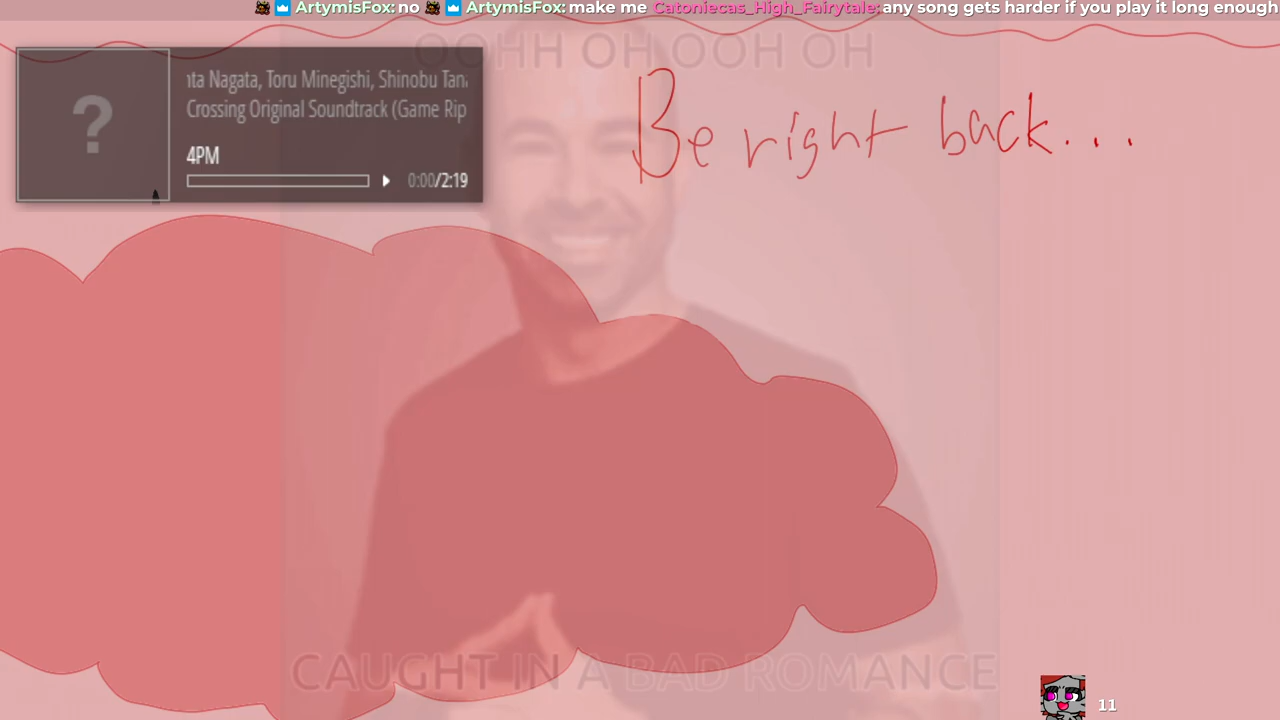 ArtymisFox: no ArtymisFox: make me Catoniecas_High_Fairytale: any song gets harder if you play it long enough
OOHH OH OOH OH
Nagata, Toru Minegishi, Shinobu
Crossing Original Soundtrack (Game Rip
4PM
0:00/2:19
?
Be right back...
CAUGHT IN A BAD ROMANCE
11